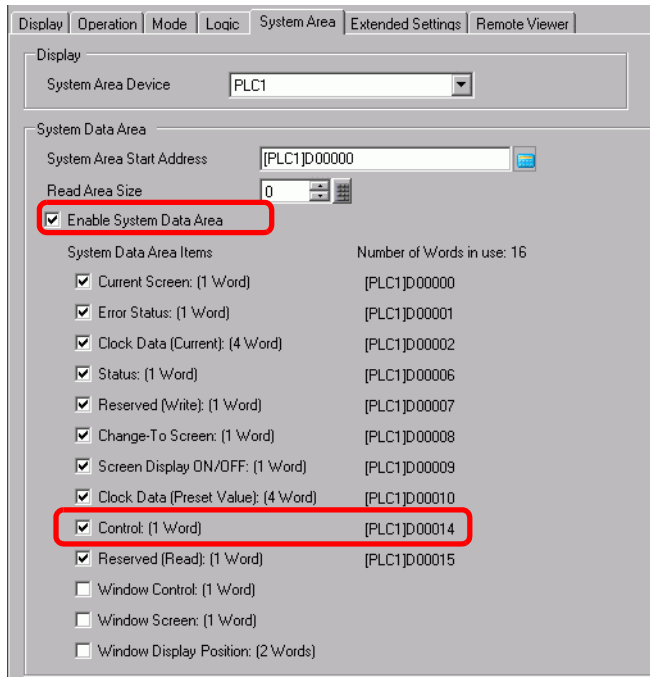 Display Operation Mode Logic System Area Extended Settings Remote Viewer
Display
System Area Device PLC1
System Data Area
System Area Start Address [PLC1]D00000
Read Area Size 0
Enable System Data Area
System Data Area Items Number of Words in use: 16
Current Screen: (1 Word) [PLC1]D00000
Error Status: (1 Word) [PLC1]D00001
Clock Data (Current): (4 Word) [PLC1]D00002
Status: (1 Word) [PLC1]D00006
Reserved (Write): (1 Word) [PLC1]D00007
Change-To Screen: (1 Word) [PLC1]D00008
Screen Display ON/OFF: (1 Word) [PLC1]D00009
Clock Data (Preset Value): (4 Word) [PLC1]D00010
Control: (1 Word) [PLC1]D00014
Reserved (Read): (1 Word) [PLC1]D00015
Window Control: (1 Word)
Window Screen: (1 Word)
Window Display Position: (2 Words)